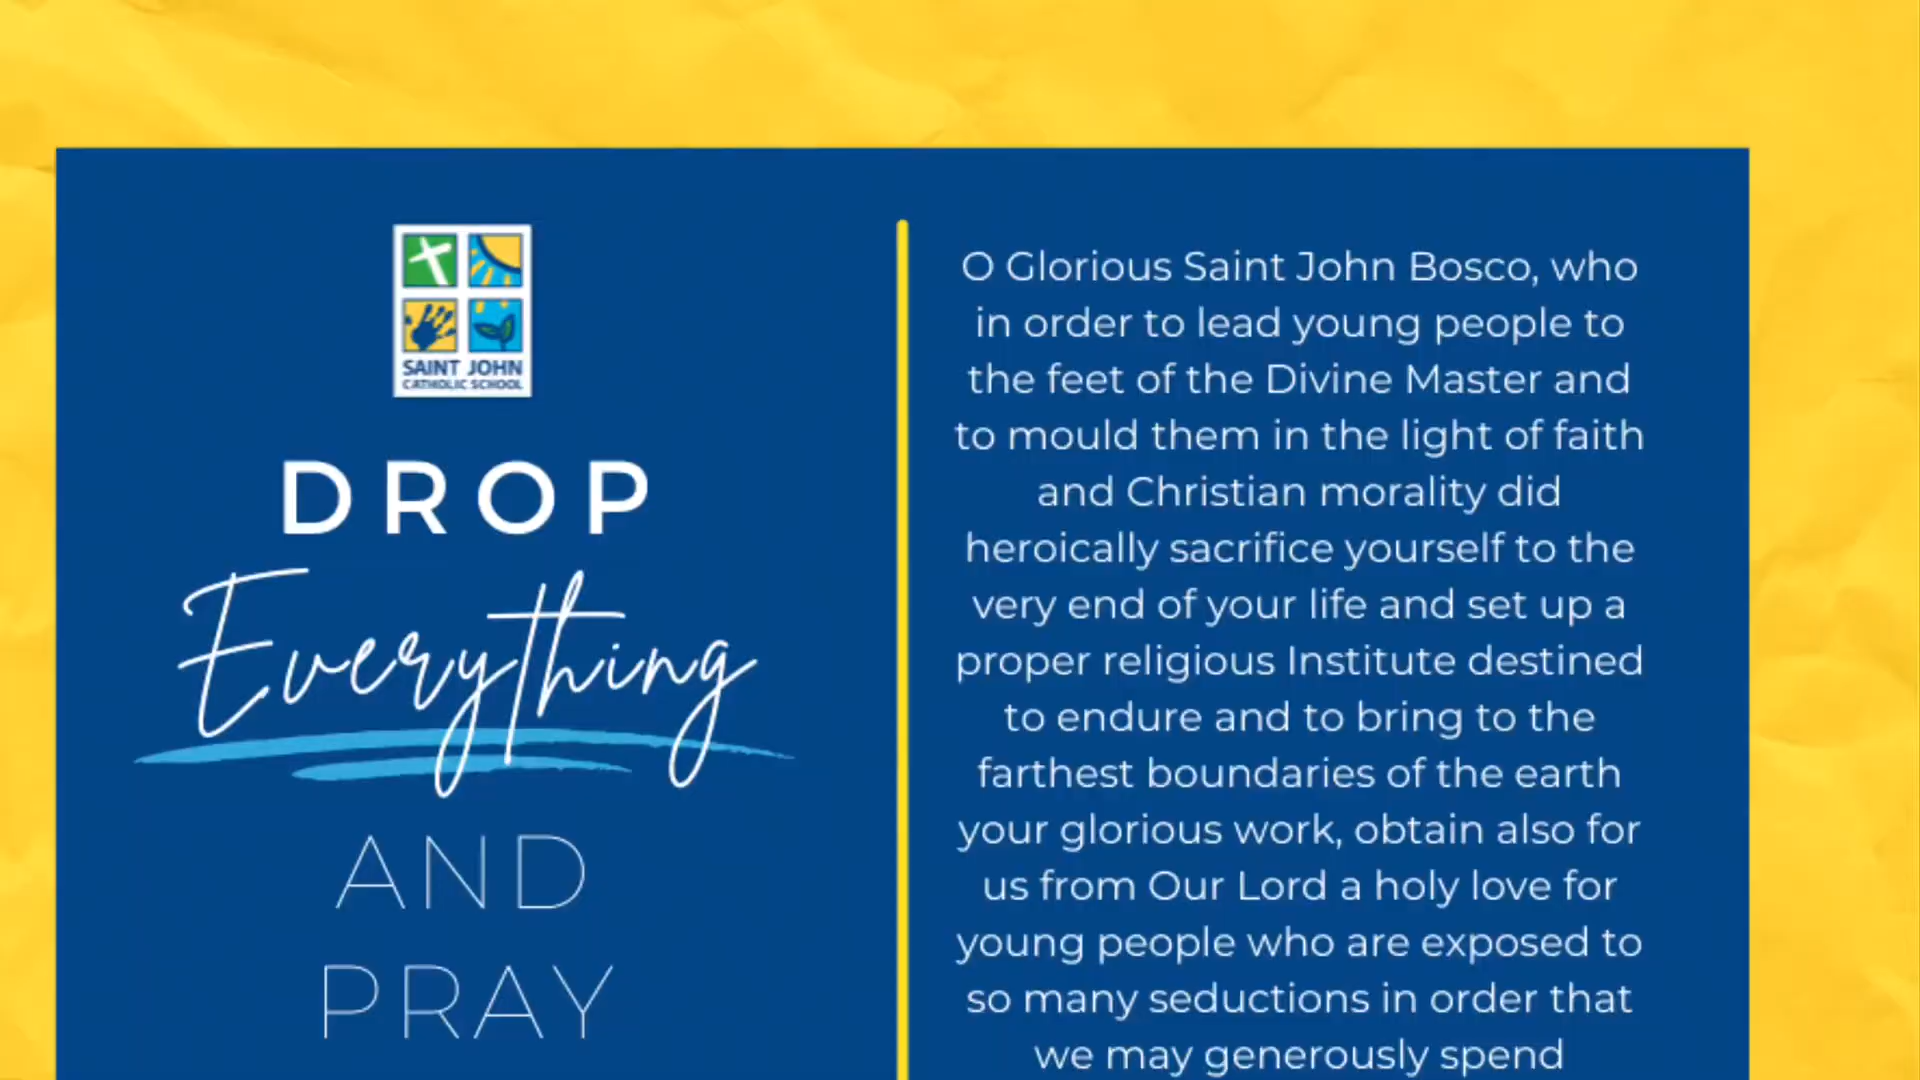 SAINT JOHN
CATHOLIC SCHOOL
DROP
Everything
AND
PRAY
O Glorious Saint John Bosco, who
in order to lead young people to
the feet of the Divine Master and
to mould them in the light of faith
and Christian morality did
heroically sacrifice yourself to the
very end of your life and set up a
proper religious Institute destined
to endure and to bring to the
farthest boundaries of the earth
your glorious work, obtain also for
us from Our Lord a holy love for
young people who are exposed to
so many seductions in order that
we may generously spend